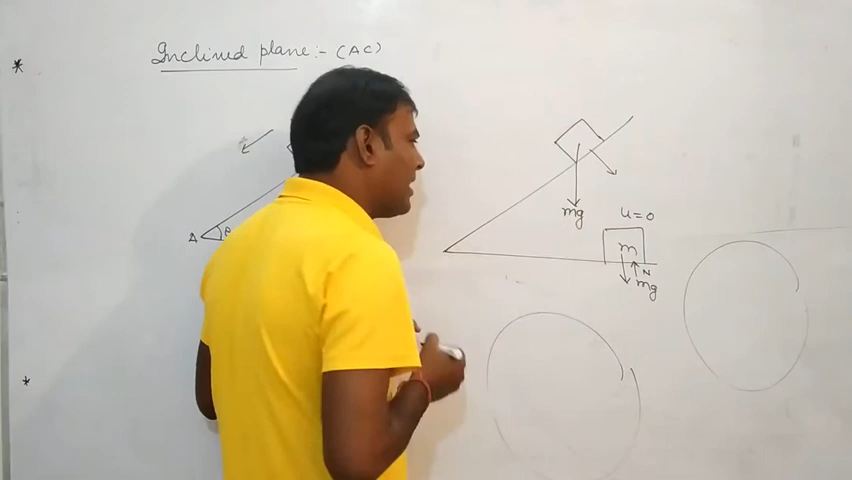 * Inclined plane :- (AC)
A θ
mg
u = 0
m
N
mg
*